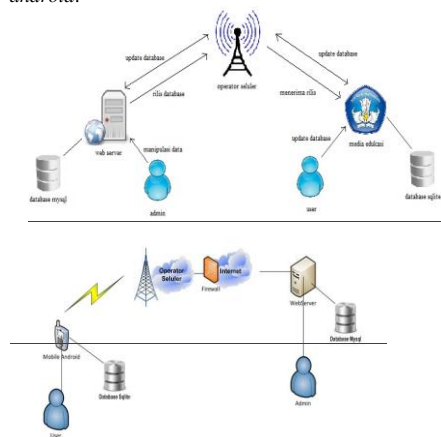 android.
update database
update database
operator seluler
rilis database
menerima rilis
web server
manipulasi data
update database
media edukasi
database mysql
admin
user
database sqlite
Operator
Seluler
Internet
Firewall
WebServer
Database Mysql
Mobile Android
Database Sqlite
User
Admin